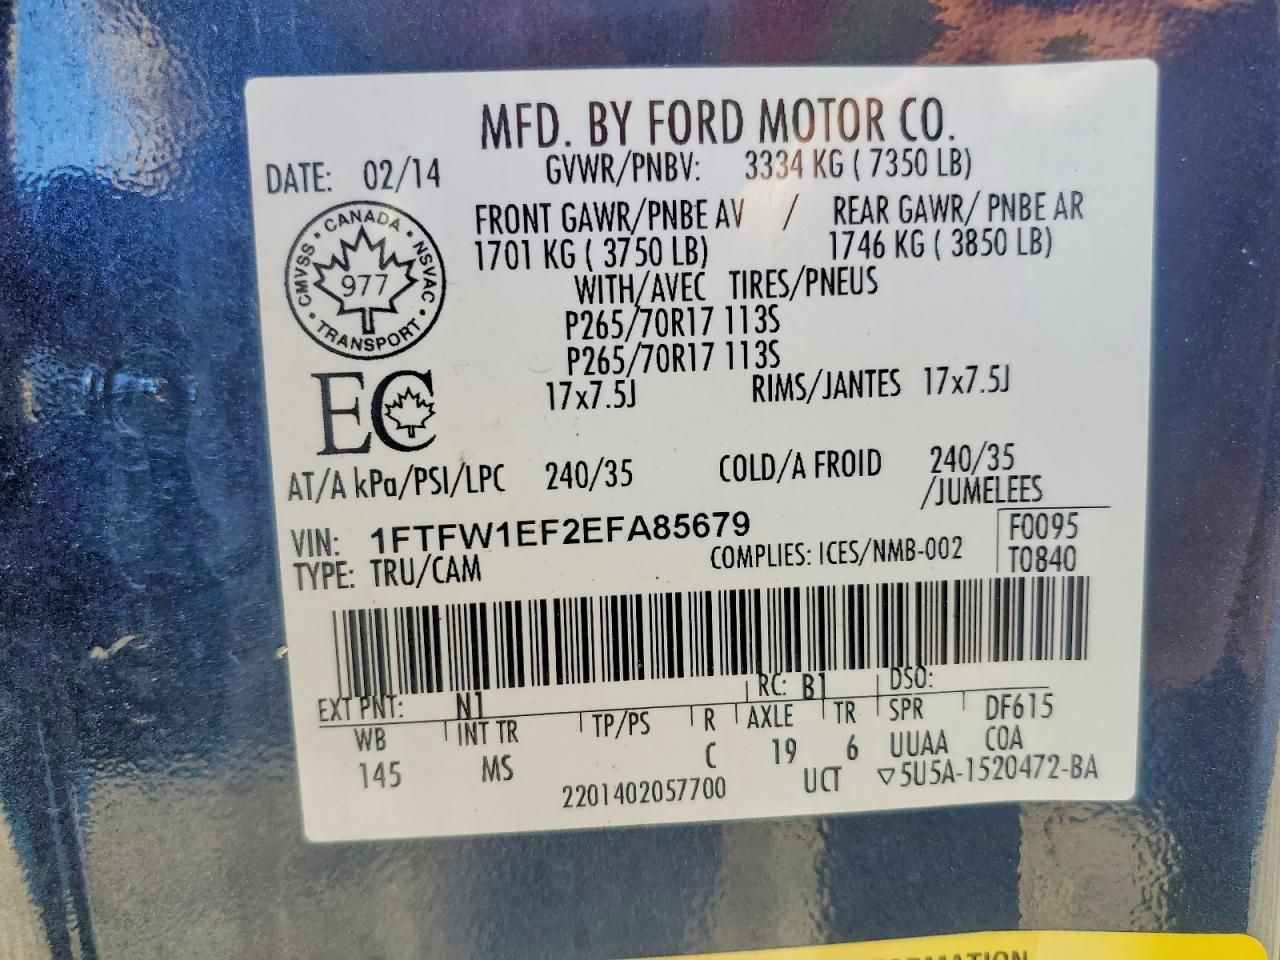 MFD. BY FORD MOTOR CO.
DATE: 02/14 GVWR/PNBV: 3334 KG ( 7350 LB)
FRONT GAWR/PNBE AV / REAR GAWR/ PNBE AR
1701 KG ( 3750 LB) 1746 KG ( 3850 LB)
WITH/AVEC TIRES/PNEUS
P265/70R17 113S
P265/70R17 113S
17x7.5J RIMS/JANTES 17x7.5J
CMVSS • CANADA • NSVAC • TRANSPORT •
977
EC
AT/A kPa/PSI/LPC 240/35 COLD/A FROID 240/35
/JUMELEES
VIN: 1FTFW1EF2EFA85679 F0095
TYPE: TRU/CAM COMPLIES: ICES/NMB-002 T0840
EXT PNT: N1 RC: B1 DSO:
WB INT TR TP/PS R AXLE TR SPR DF615
145 MS C 19 6 UUAA COA
2201402057700 UCT ▽5U5A-1520472-BA